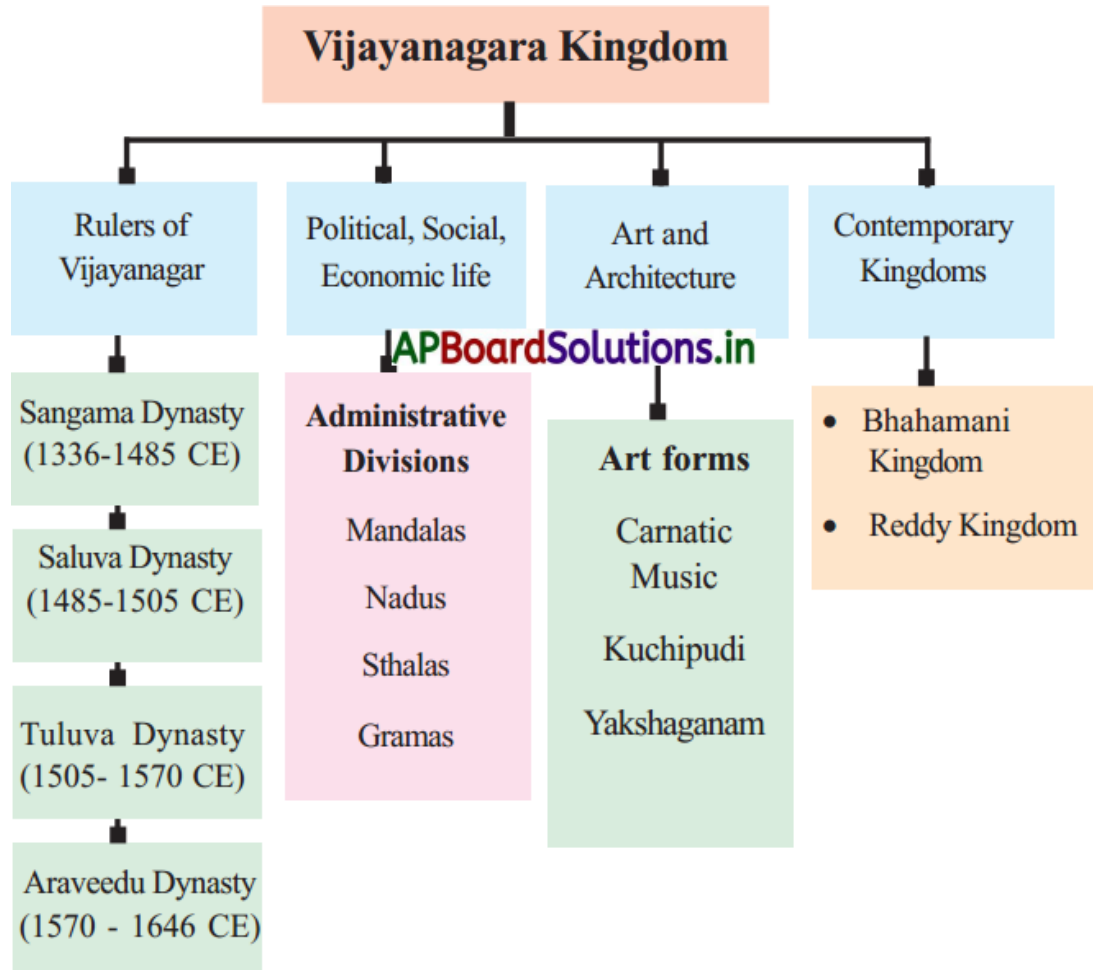 Vijayanagara Kingdom
Rulers of
Vijayanagar
Political, Social,
Economic life
Art and
Architecture
Contemporary
Kingdoms
APBoardSolutions.in
Sangama Dynasty
(1336-1485 CE)
Saluva Dynasty
(1485-1505 CE)
Tuluva Dynasty
(1505- 1570 CE)
Araveedu Dynasty
(1570 - 1646 CE)
Administrative
Divisions
Mandalas
Nadus
Sthalas
Gramas
Art forms
Carnatic
Music
Kuchipudi
Yakshaganam
• Bhahamani
Kingdom
• Reddy Kingdom